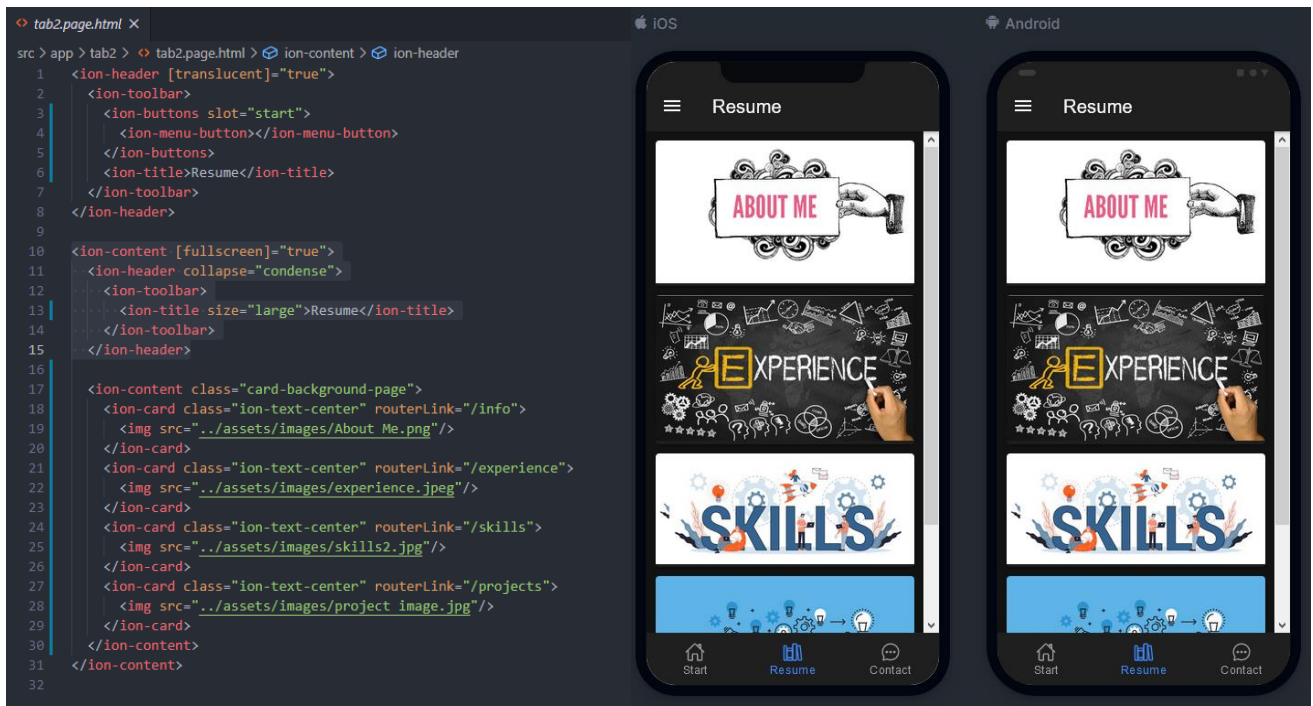 tab2.page.html
src > app > tab2 > tab2.page.html > ion-content > ion-header
1 <ion-header [translucent]="true">
2 <ion-toolbar>
3 <ion-buttons slot="start">
4 <ion-menu-button></ion-menu-button>
5 </ion-buttons>
6 <ion-title>Resume</ion-title>
7 </ion-toolbar>
8 </ion-header>
9
10 <ion-content [fullscreen]="true">
11 <ion-header collapse="condense">
12 <ion-toolbar>
13 <ion-title size="large">Resume</ion-title>
14 </ion-toolbar>
15 </ion-header>
16
17 <ion-content class="card-background-page">
18 <ion-card class="ion-text-center" routerLink="/info">
19 <img src="../assets/images/About Me.png"/>
20 </ion-card>
21 <ion-card class="ion-text-center" routerLink="/experience">
22 <img src="../assets/images/experience.jpeg"/>
23 </ion-card>
24 <ion-card class="ion-text-center" routerLink="/skills">
25 <img src="../assets/images/skills2.jpg"/>
26 </ion-card>
27 <ion-card class="ion-text-center" routerLink="/projects">
28 <img src="../assets/images/project image.jpg"/>
29 </ion-card>
30 </ion-content>
31 </ion-content>
32
iOS
Resume
ABOUT ME
EXPERIENCE
SKILLS
Start
Resume
Contact
Android
Resume
ABOUT ME
EXPERIENCE
SKILLS
Start
Resume
Contact